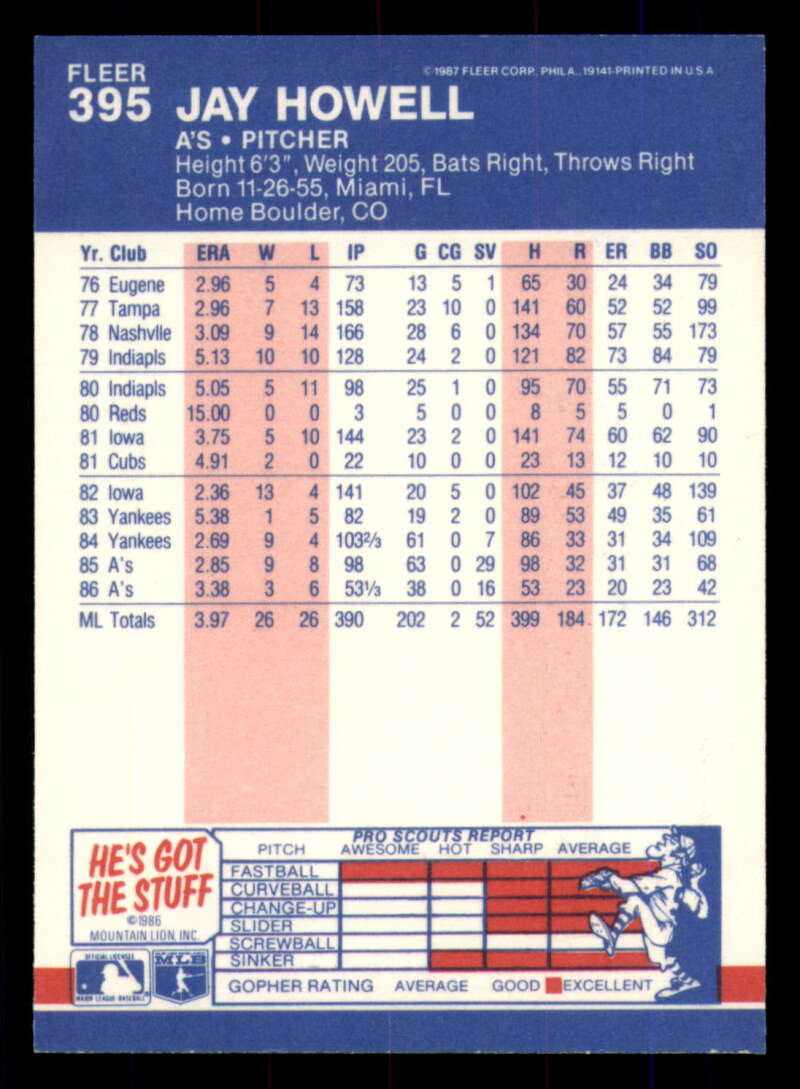 FLEER
395 JAY HOWELL
©1987 FLEER CORP. PHILA., 19141-PRINTED IN U.S.A
A'S • PITCHER
Height 6'3", Weight 205, Bats Right, Throws Right
Born 11-26-55, Miami, FL
Home Boulder, CO
Yr. Club ERA W L IP G CG SV H R ER BB SO
76 Eugene 2.96 5 4 73 13 5 1 65 30 24 34 79
77 Tampa 2.96 7 13 158 23 10 0 141 60 52 52 99
78 Nashvlle 3.09 9 14 166 28 6 0 134 70 57 55 173
79 Indiapls 5.13 10 10 128 24 2 0 121 82 73 84 79
80 Indiapls 5.05 5 11 98 25 1 0 95 70 55 71 73
80 Reds 15.00 0 0 3 5 0 0 8 5 5 0 1
81 Iowa 3.75 5 10 144 23 2 0 141 74 60 62 90
81 Cubs 4.91 2 0 22 10 0 0 23 13 12 10 10
82 Iowa 2.36 13 4 141 20 5 0 102 45 37 48 139
83 Yankees 5.38 1 5 82 19 2 0 89 53 49 35 61
84 Yankees 2.69 9 4 103⅔ 61 0 7 86 33 31 34 109
85 A's 2.85 9 8 98 63 0 29 98 32 31 31 68
86 A's 3.38 3 6 53⅓ 38 0 16 53 23 20 23 42
ML Totals 3.97 26 26 390 202 2 52 399 184 172 146 312
HE'S GOT
THE STUFF
©1986
MOUNTAIN LION, INC.
OFFICIAL LICENSEE
MAJOR LEAGUE BASEBALL
MLB
PRO SCOUTS REPORT
PITCH AWESOME HOT SHARP AVERAGE
FASTBALL
CURVEBALL
CHANGE-UP
SLIDER
SCREWBALL
SINKER
GOPHER RATING AVERAGE GOOD EXCELLENT